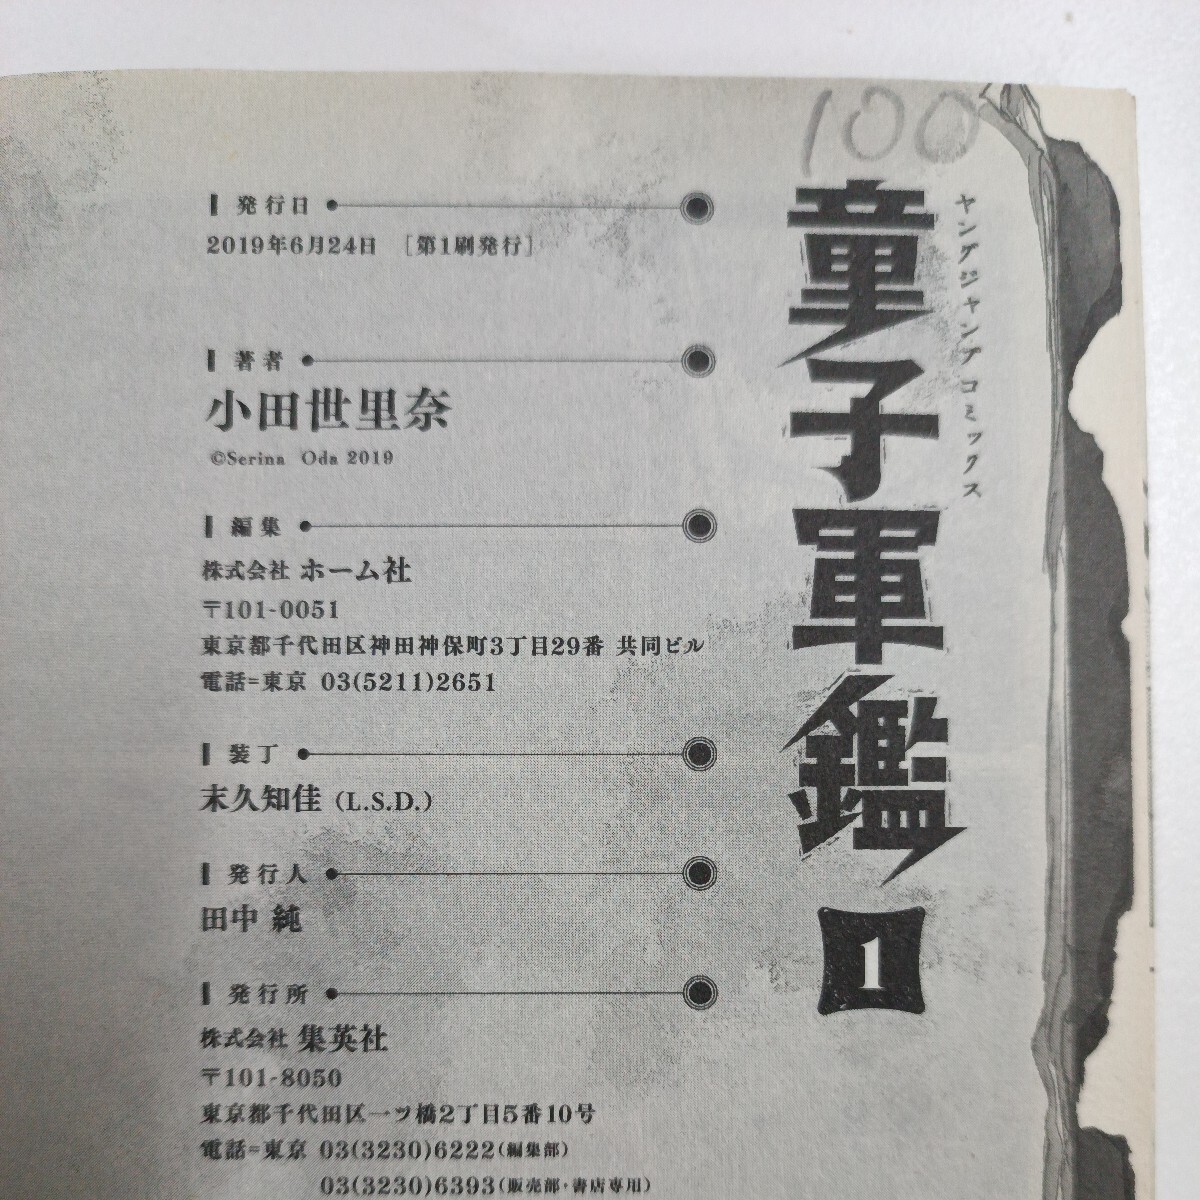 100
ヤングジャンプ コミックス
童子軍鑑
1
発行日
2019年6月24日 [第1刷発行]
著者
小田世里奈
©Serina Oda 2019
編集
株式会社 ホーム社
〒101-0051
東京都千代田区神田神保町3丁目29番 共同ビル
電話=東京 03(5211)2651
装丁
末久知佳 (L.S.D.)
発行人
田中 純
発行所
株式会社 集英社
〒101-8050
東京都千代田区一ツ橋2丁目5番10号
電話=東京 03(3230)6222(編集部)
03(3230)6393(販売部・書店専用)